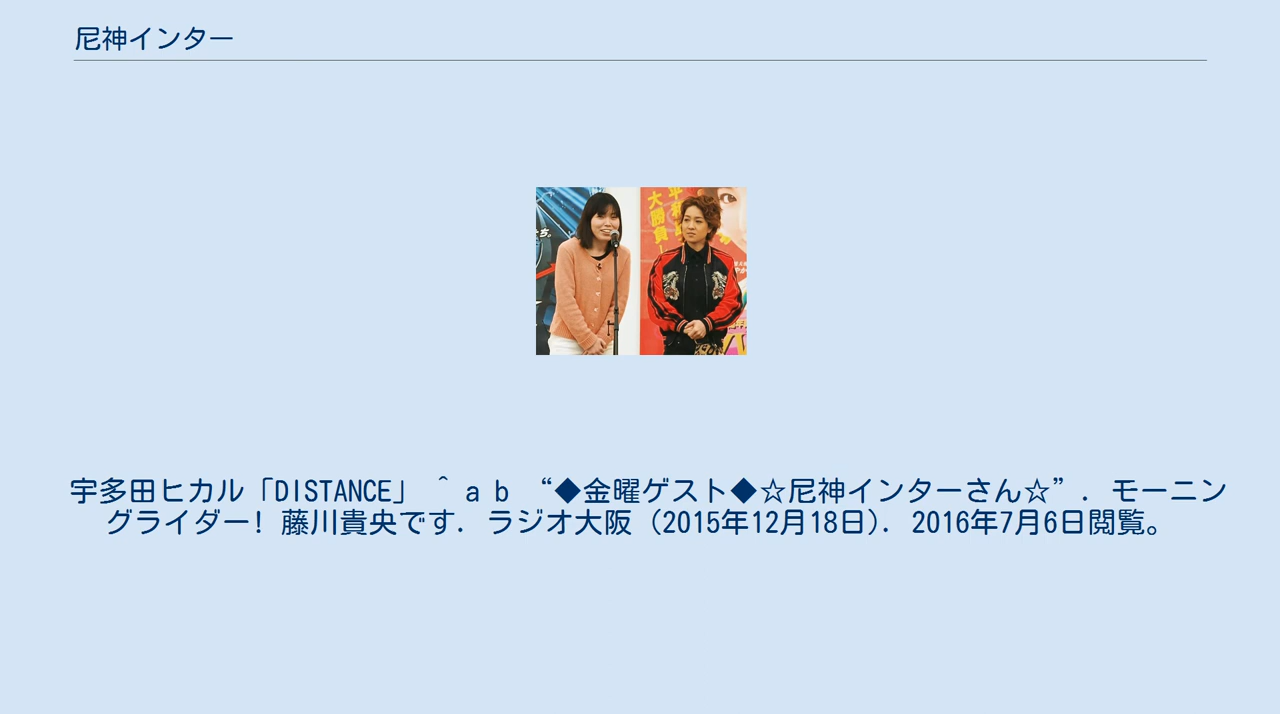 尼神インター
大勝負!
宇多田ヒカル「DISTANCE」 ^ a b “◆金曜ゲスト◆☆尼神インターさん☆”. モーニン
グライダー! 藤川貴央です. ラジオ大阪 (2015年12月18日). 2016年7月6日閲覧。